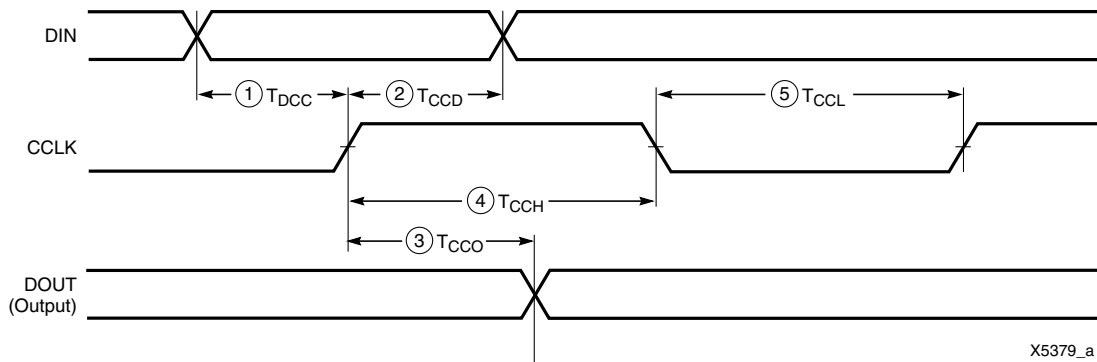 DIN
① TDCC ② TCCD ⑤ TCCL
CCLK
④ TCCH
③ TCCO
DOUT
(Output)
X5379_a